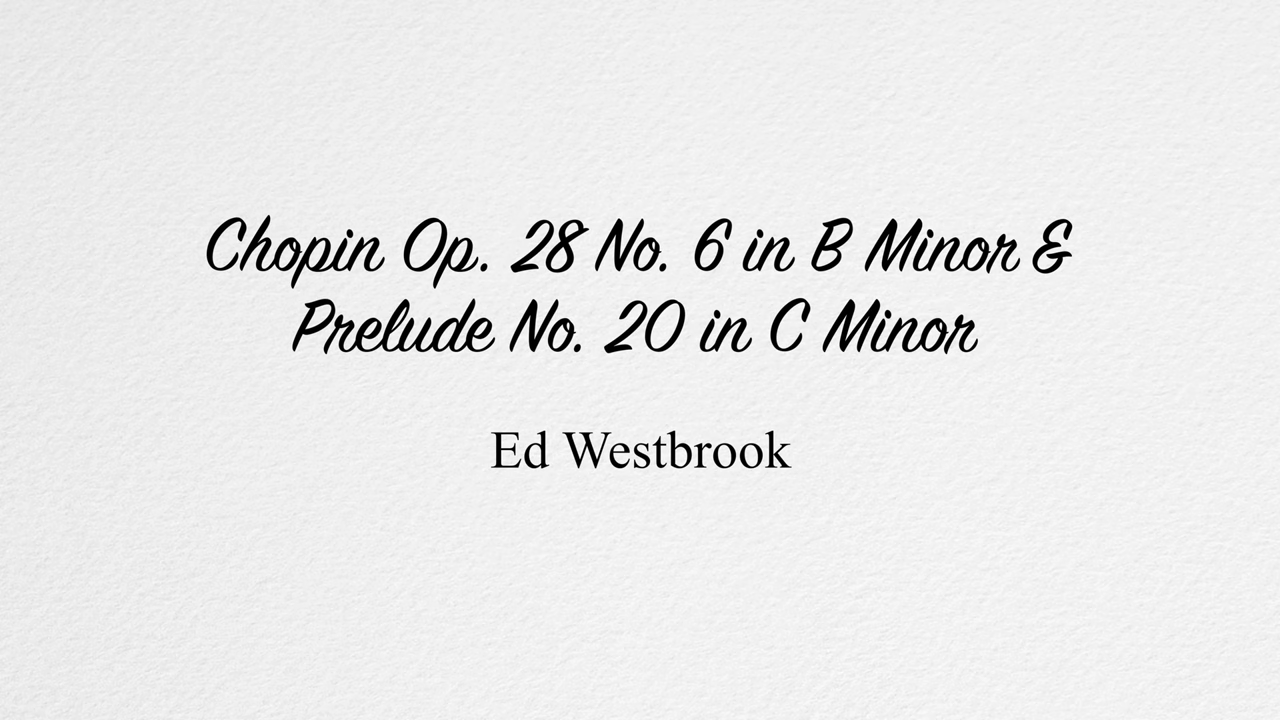 Chopin Op. 28 No. 6 in B Minor &
Prelude No. 20 in C Minor
Ed Westbrook